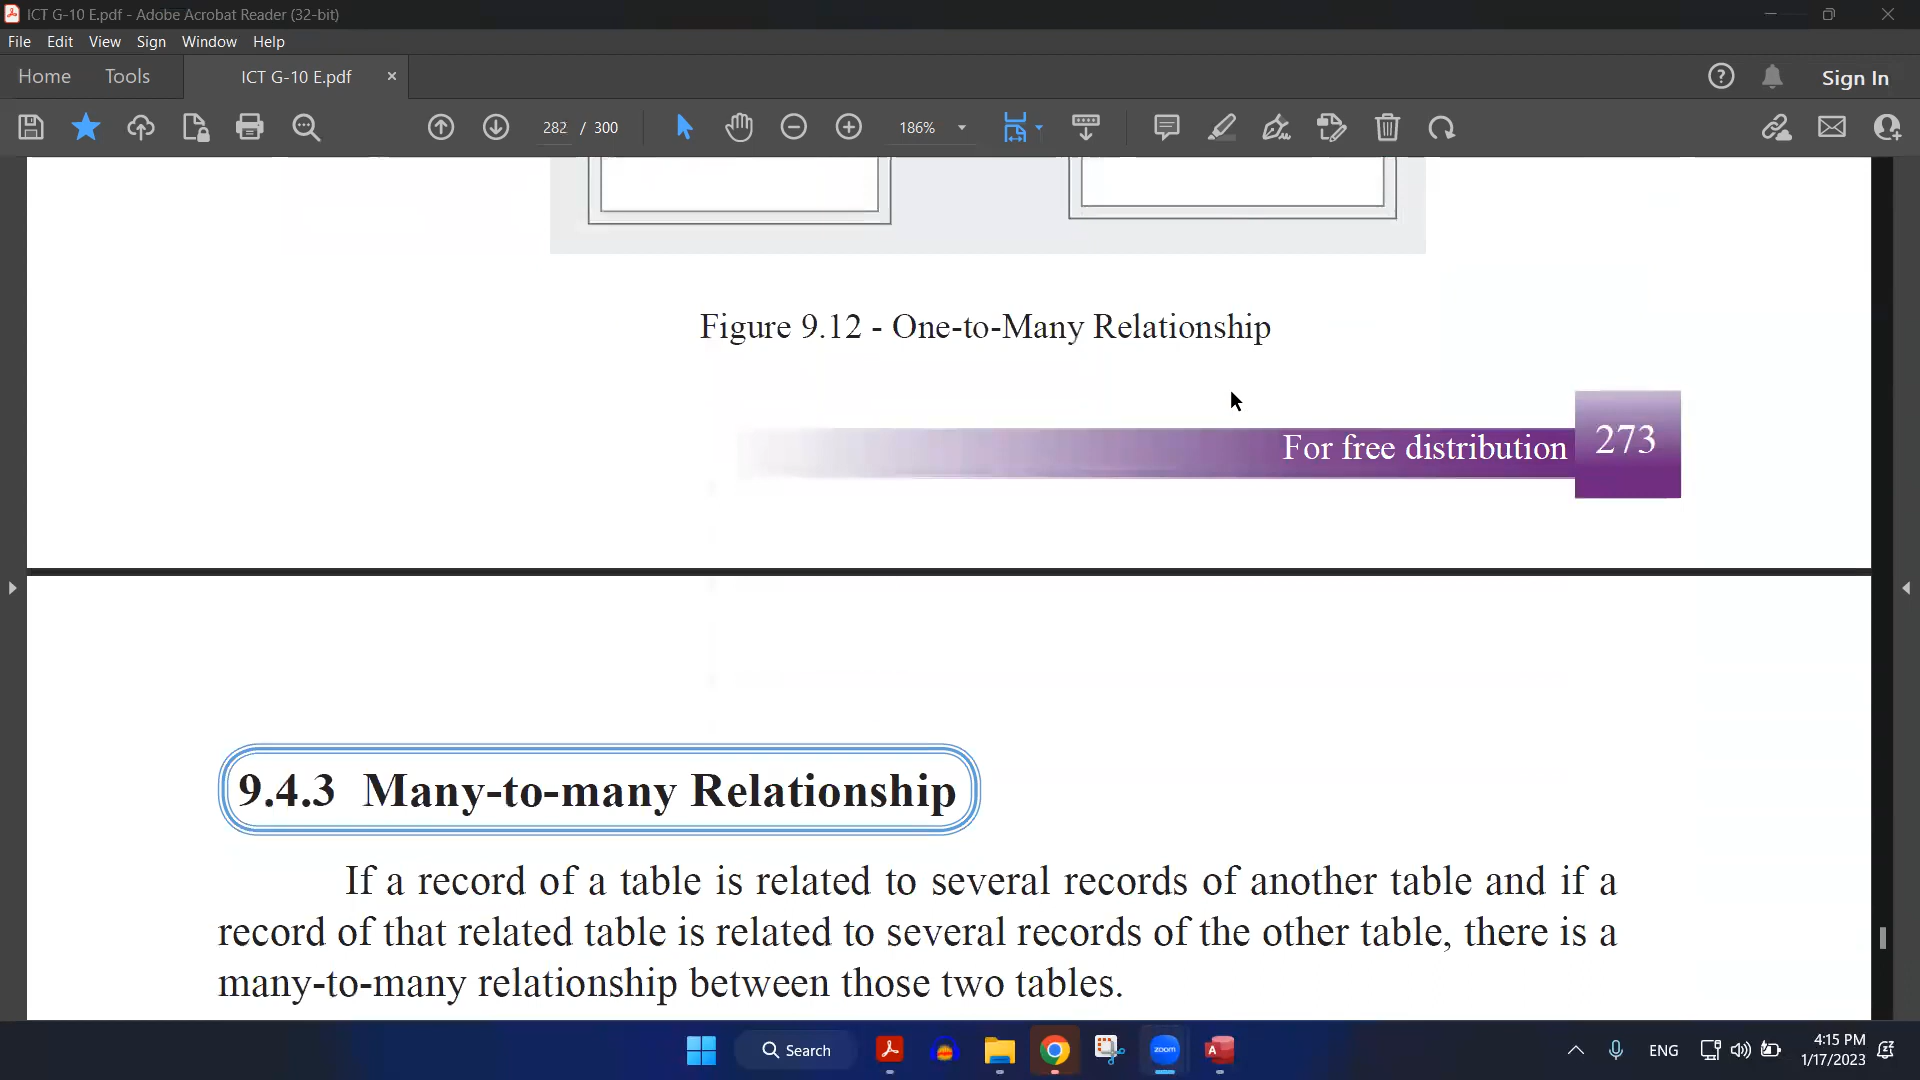 ICT G-10 E.pdf - Adobe Acrobat Reader (32-bit)
File Edit View Sign Window Help
Home Tools ICT G-10 E.pdf × Sign In
282 / 300 186%
Figure 9.12 - One-to-Many Relationship
For free distribution 273
9.4.3 Many-to-many Relationship
If a record of a table is related to several records of another table and if a
record of that related table is related to several records of the other table, there is a
many-to-many relationship between those two tables.
Search zoom A ENG 4:15 PM
1/17/2023